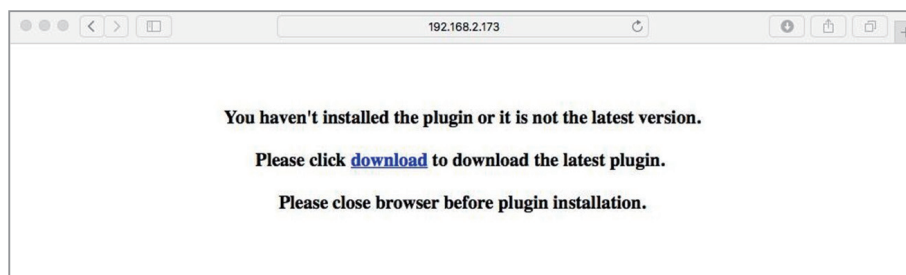 192.168.2.173
You haven't installed the plugin or it is not the latest version.
Please click download to download the latest plugin.
Please close browser before plugin installation.